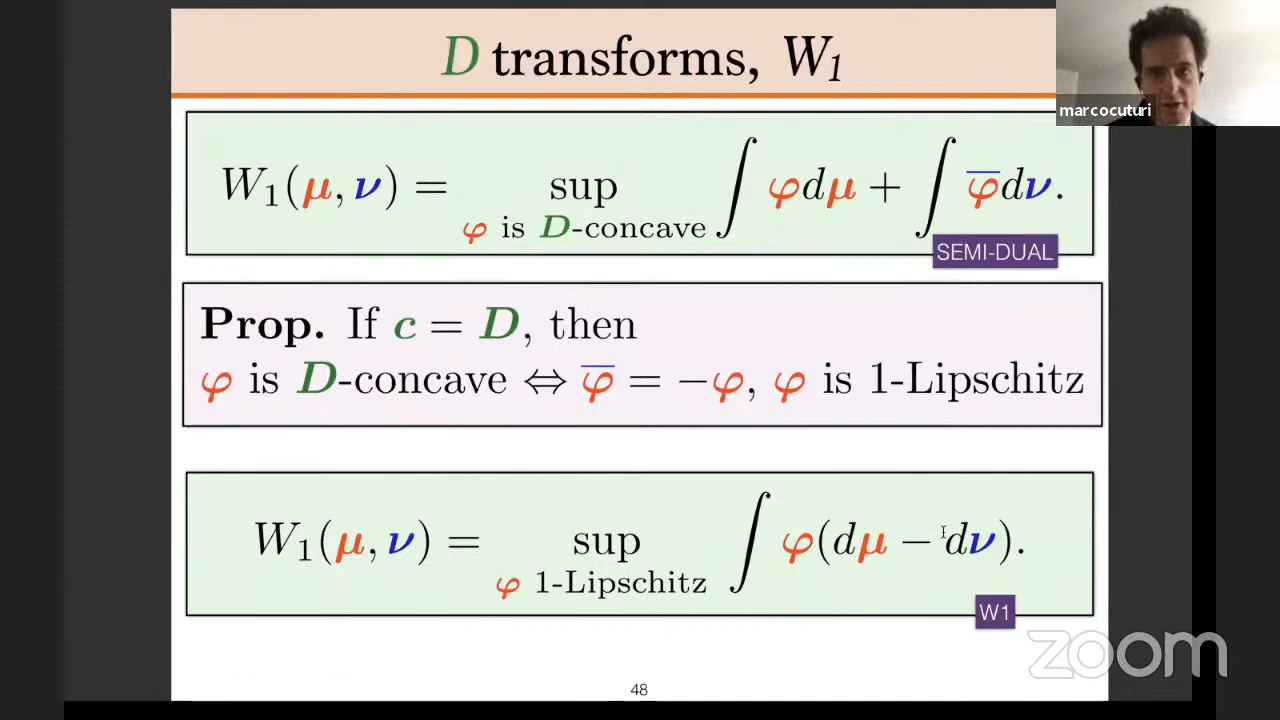 D transforms, W₁
marcocuturi
W₁(μ, ν) = sup ∫ φdμ + ∫ φ̅dν.
φ is D-concave
SEMI-DUAL
Prop. If c = D, then
φ is D-concave ⇔ φ̅ = −φ, φ is 1-Lipschitz
W₁(μ, ν) = sup ∫ φ(dμ − dν).
φ 1-Lipschitz
W1
zoom
48